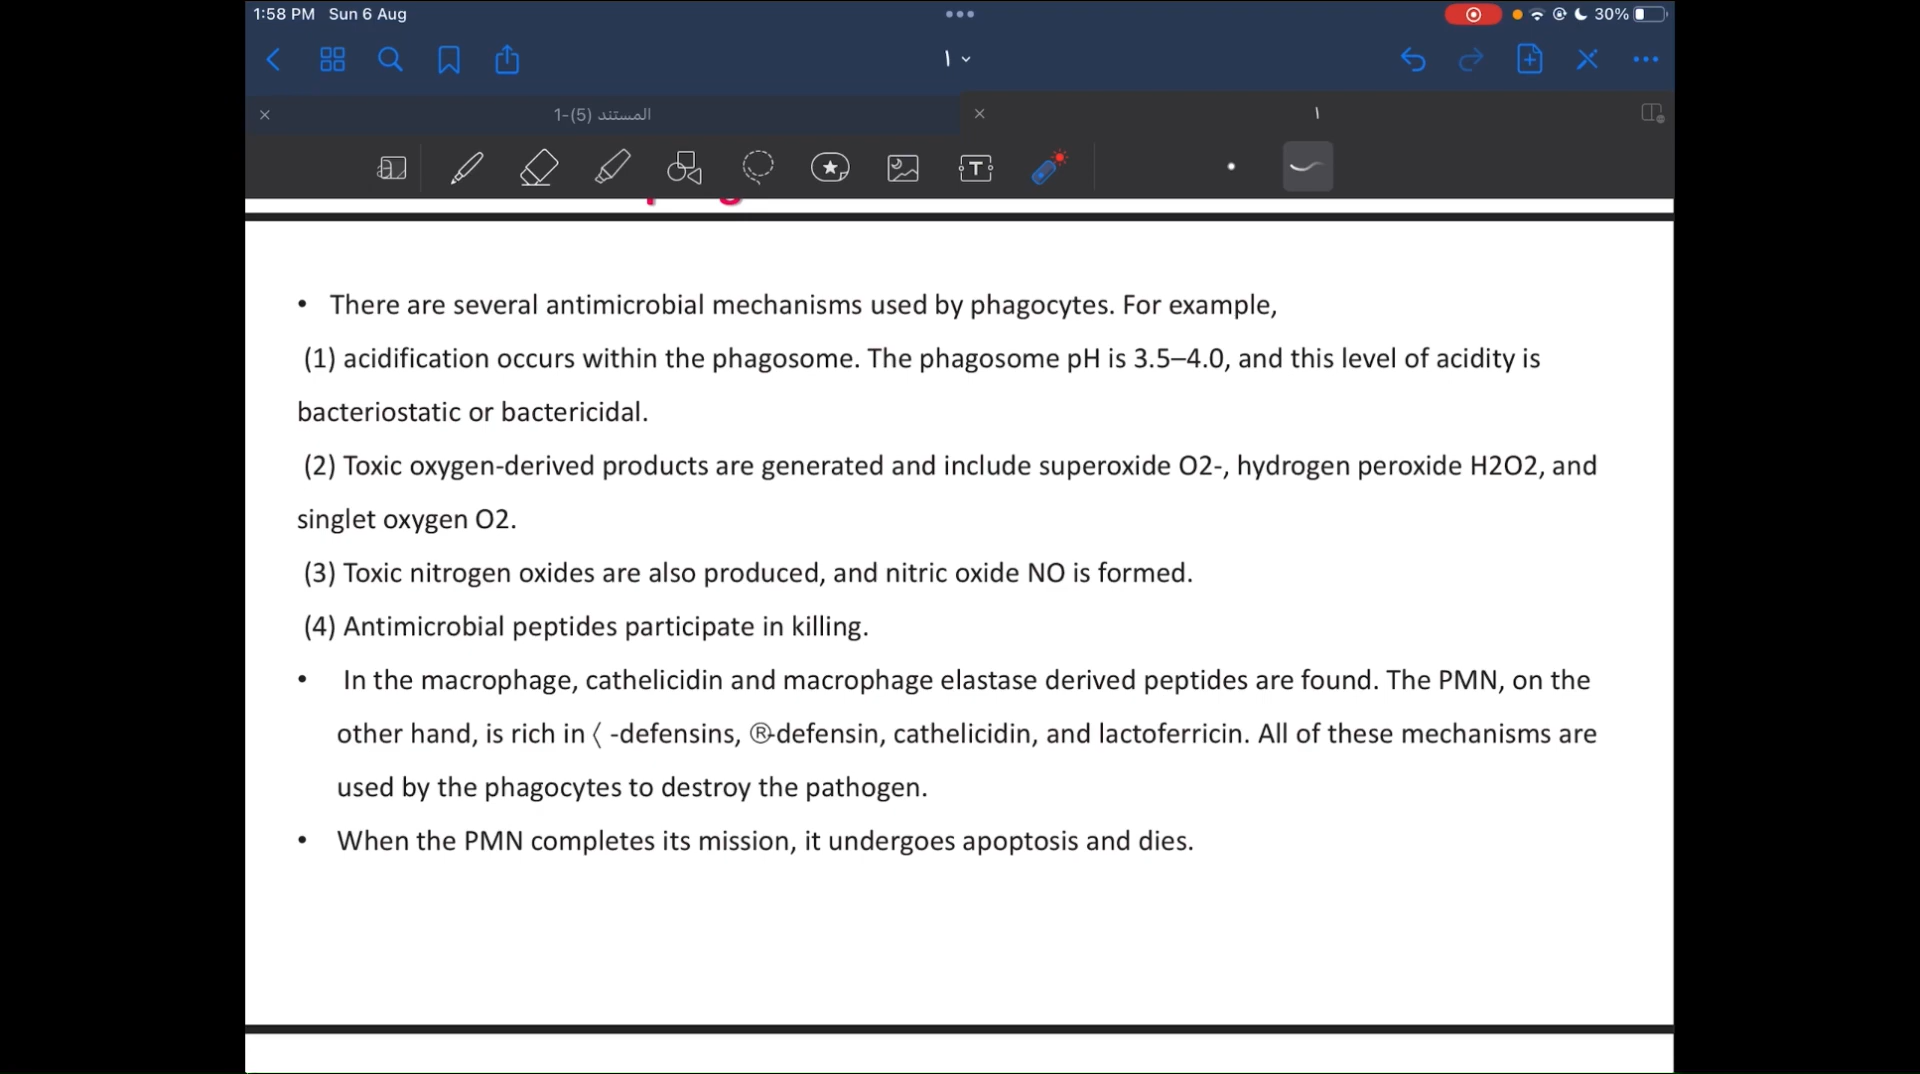 1:58 PM Sun 6 Aug
30%
١
المستند (5)-1
١
• There are several antimicrobial mechanisms used by phagocytes. For example,
(1) acidification occurs within the phagosome. The phagosome pH is 3.5–4.0, and this level of acidity is
bacteriostatic or bactericidal.
(2) Toxic oxygen-derived products are generated and include superoxide O2-, hydrogen peroxide H2O2, and
singlet oxygen O2.
(3) Toxic nitrogen oxides are also produced, and nitric oxide NO is formed.
(4) Antimicrobial peptides participate in killing.
• In the macrophage, cathelicidin and macrophage elastase derived peptides are found. The PMN, on the
other hand, is rich in 〈 -defensins, ®-defensin, cathelicidin, and lactoferricin. All of these mechanisms are
used by the phagocytes to destroy the pathogen.
• When the PMN completes its mission, it undergoes apoptosis and dies.